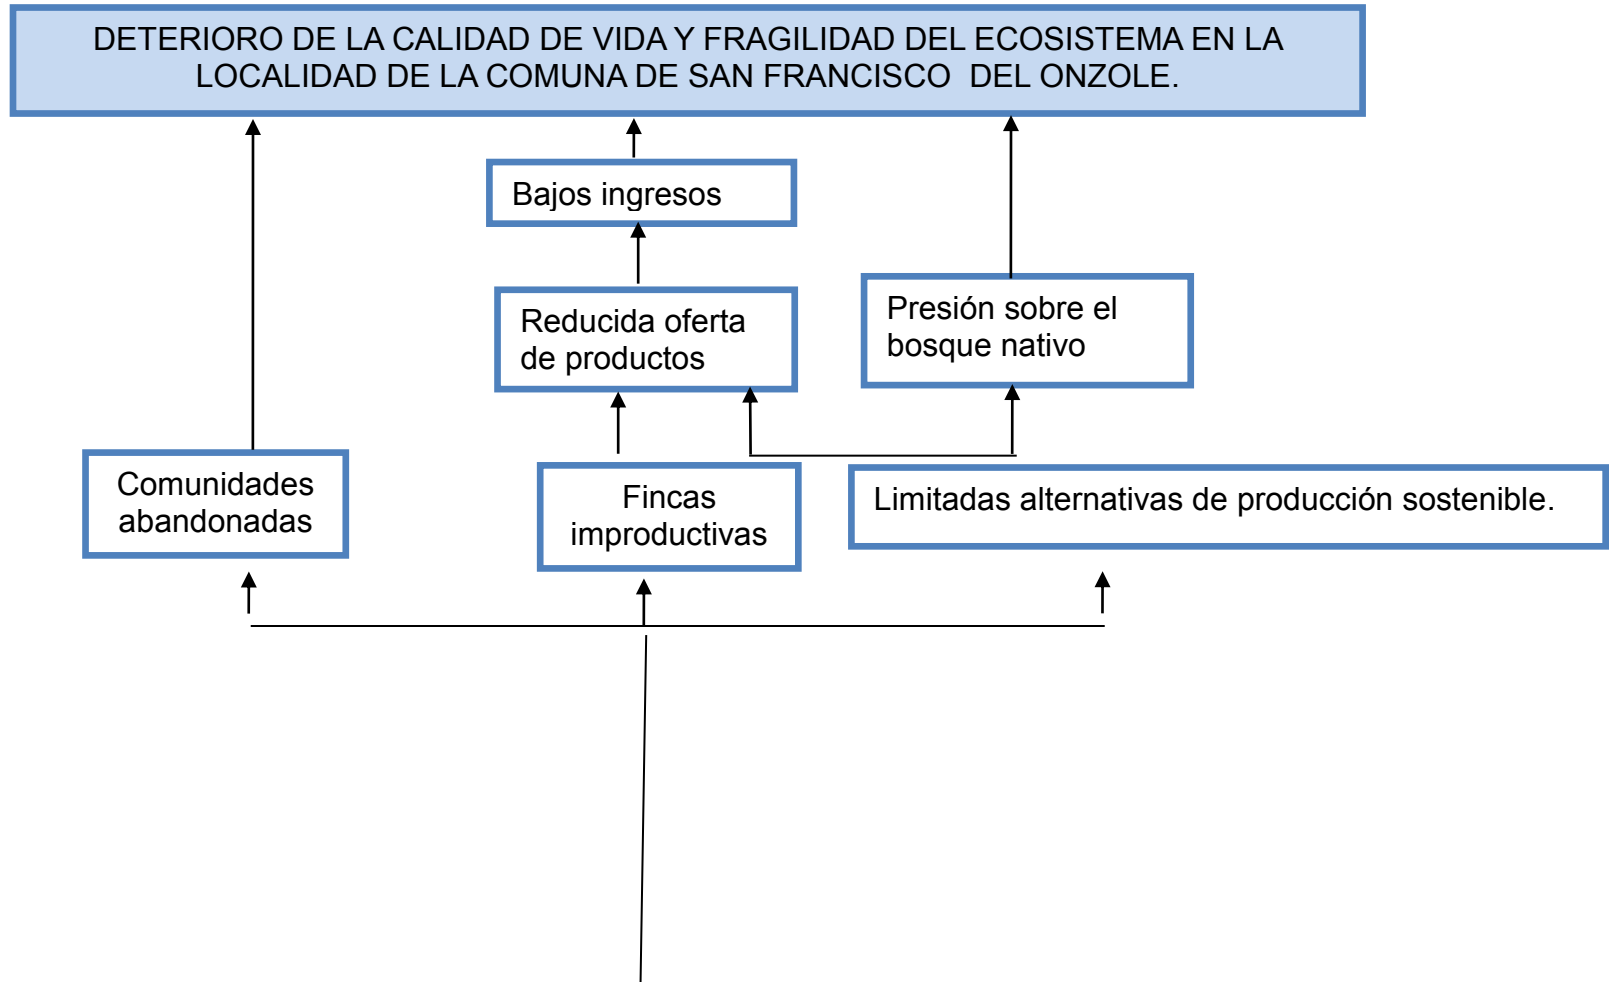 DETERIORO DE LA CALIDAD DE VIDA Y FRAGILIDAD DEL ECOSISTEMA EN LA
LOCALIDAD DE LA COMUNA DE SAN FRANCISCO DEL ONZOLE.
Bajos ingresos
Reducida oferta
de productos
Presión sobre el
bosque nativo
Comunidades
abandonadas
Fincas
improductivas
Limitadas alternativas de producción sostenible.